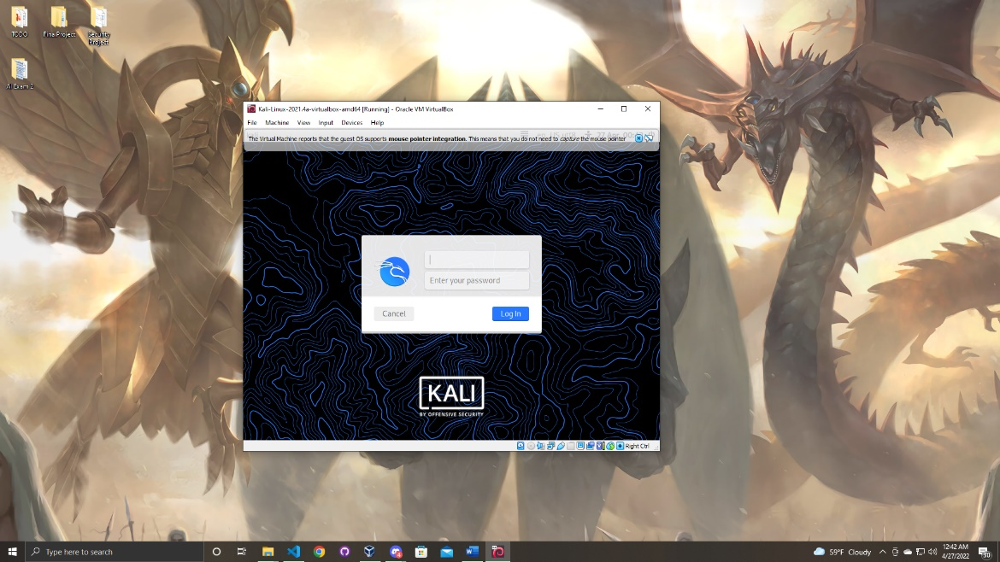 TODO
Fina Project
Security Project
AI Exam 2
Kali-Linux-2021.4a-virtualbox-amd64 [Running] - Oracle VM VirtualBox
File Machine View Input Devices Help
The Virtual Machine reports that the guest OS supports mouse pointer integration. This means that you do not need to capture the mouse pointer
Enter your password
Cancel
Log In
KALI
BY OFFENSIVE SECURITY
Right Ctrl
Type here to search
59°F Cloudy
12:42 AM
4/27/2022
30